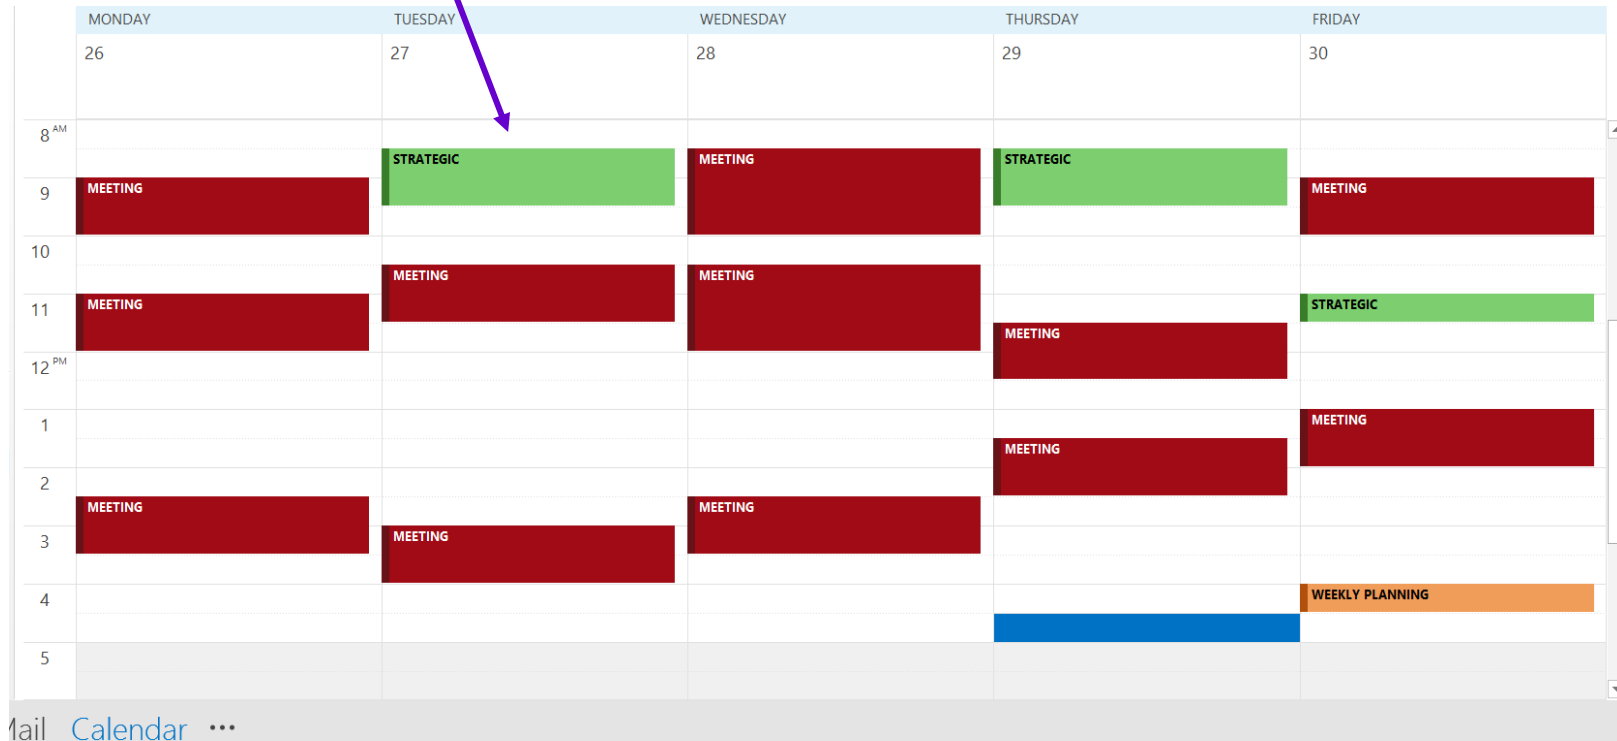 MONDAY TUESDAY WEDNESDAY THURSDAY FRIDAY
26 27 28 29 30
8 AM
STRATEGIC MEETING STRATEGIC
9 MEETING MEETING
10
MEETING MEETING
11 MEETING STRATEGIC
MEETING
12 PM
1 MEETING
MEETING
2
MEETING MEETING
3 MEETING
4 WEEKLY PLANNING
5
Calendar •••